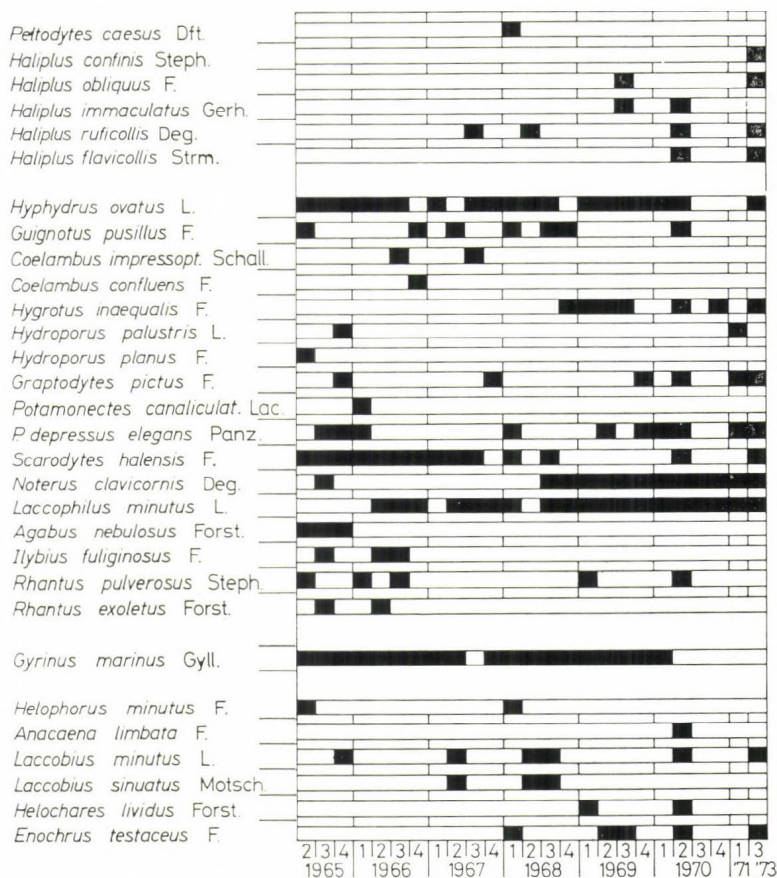 Peltodytes caesus Dft.
Haliplus confinis Steph.
Haliplus obliquus F.
Haliplus immaculatus Gerh.
Haliplus ruficollis Deg.
Haliplus flavicollis Strm.
Hyphydrus ovatus L.
Guignotus pusillus F.
Coelambus impressopt. Schall.
Coelambus confluens F.
Hygrotus inaequalis F.
Hydroporus palustris L.
Hydroporus planus F.
Graptodytes pictus F.
Potamonectes canaliculat. Lac.
P. depressus elegans Panz.
Scarodytes halensis F.
Noterus clavicornis Deg.
Laccophilus minutus L.
Agabus nebulosus Forst.
Ilybius fuliginosus F.
Rhantus pulverosus Steph.
Rhantus exoletus Forst.
Gyrinus marinus Gyll.
Helophorus minutus F.
Anacaena limbata F.
Laccobius minutus L.
Laccobius sinuatus Motsch.
Helochares lividus Forst.
Enochrus testaceus F.
2 3 4 1 2 3 4 1 2 3 4 1 2 3 4 1 2 3 4 1 2 3 4 1 3
1965 1966 1967 1968 1969 1970 '71 '73